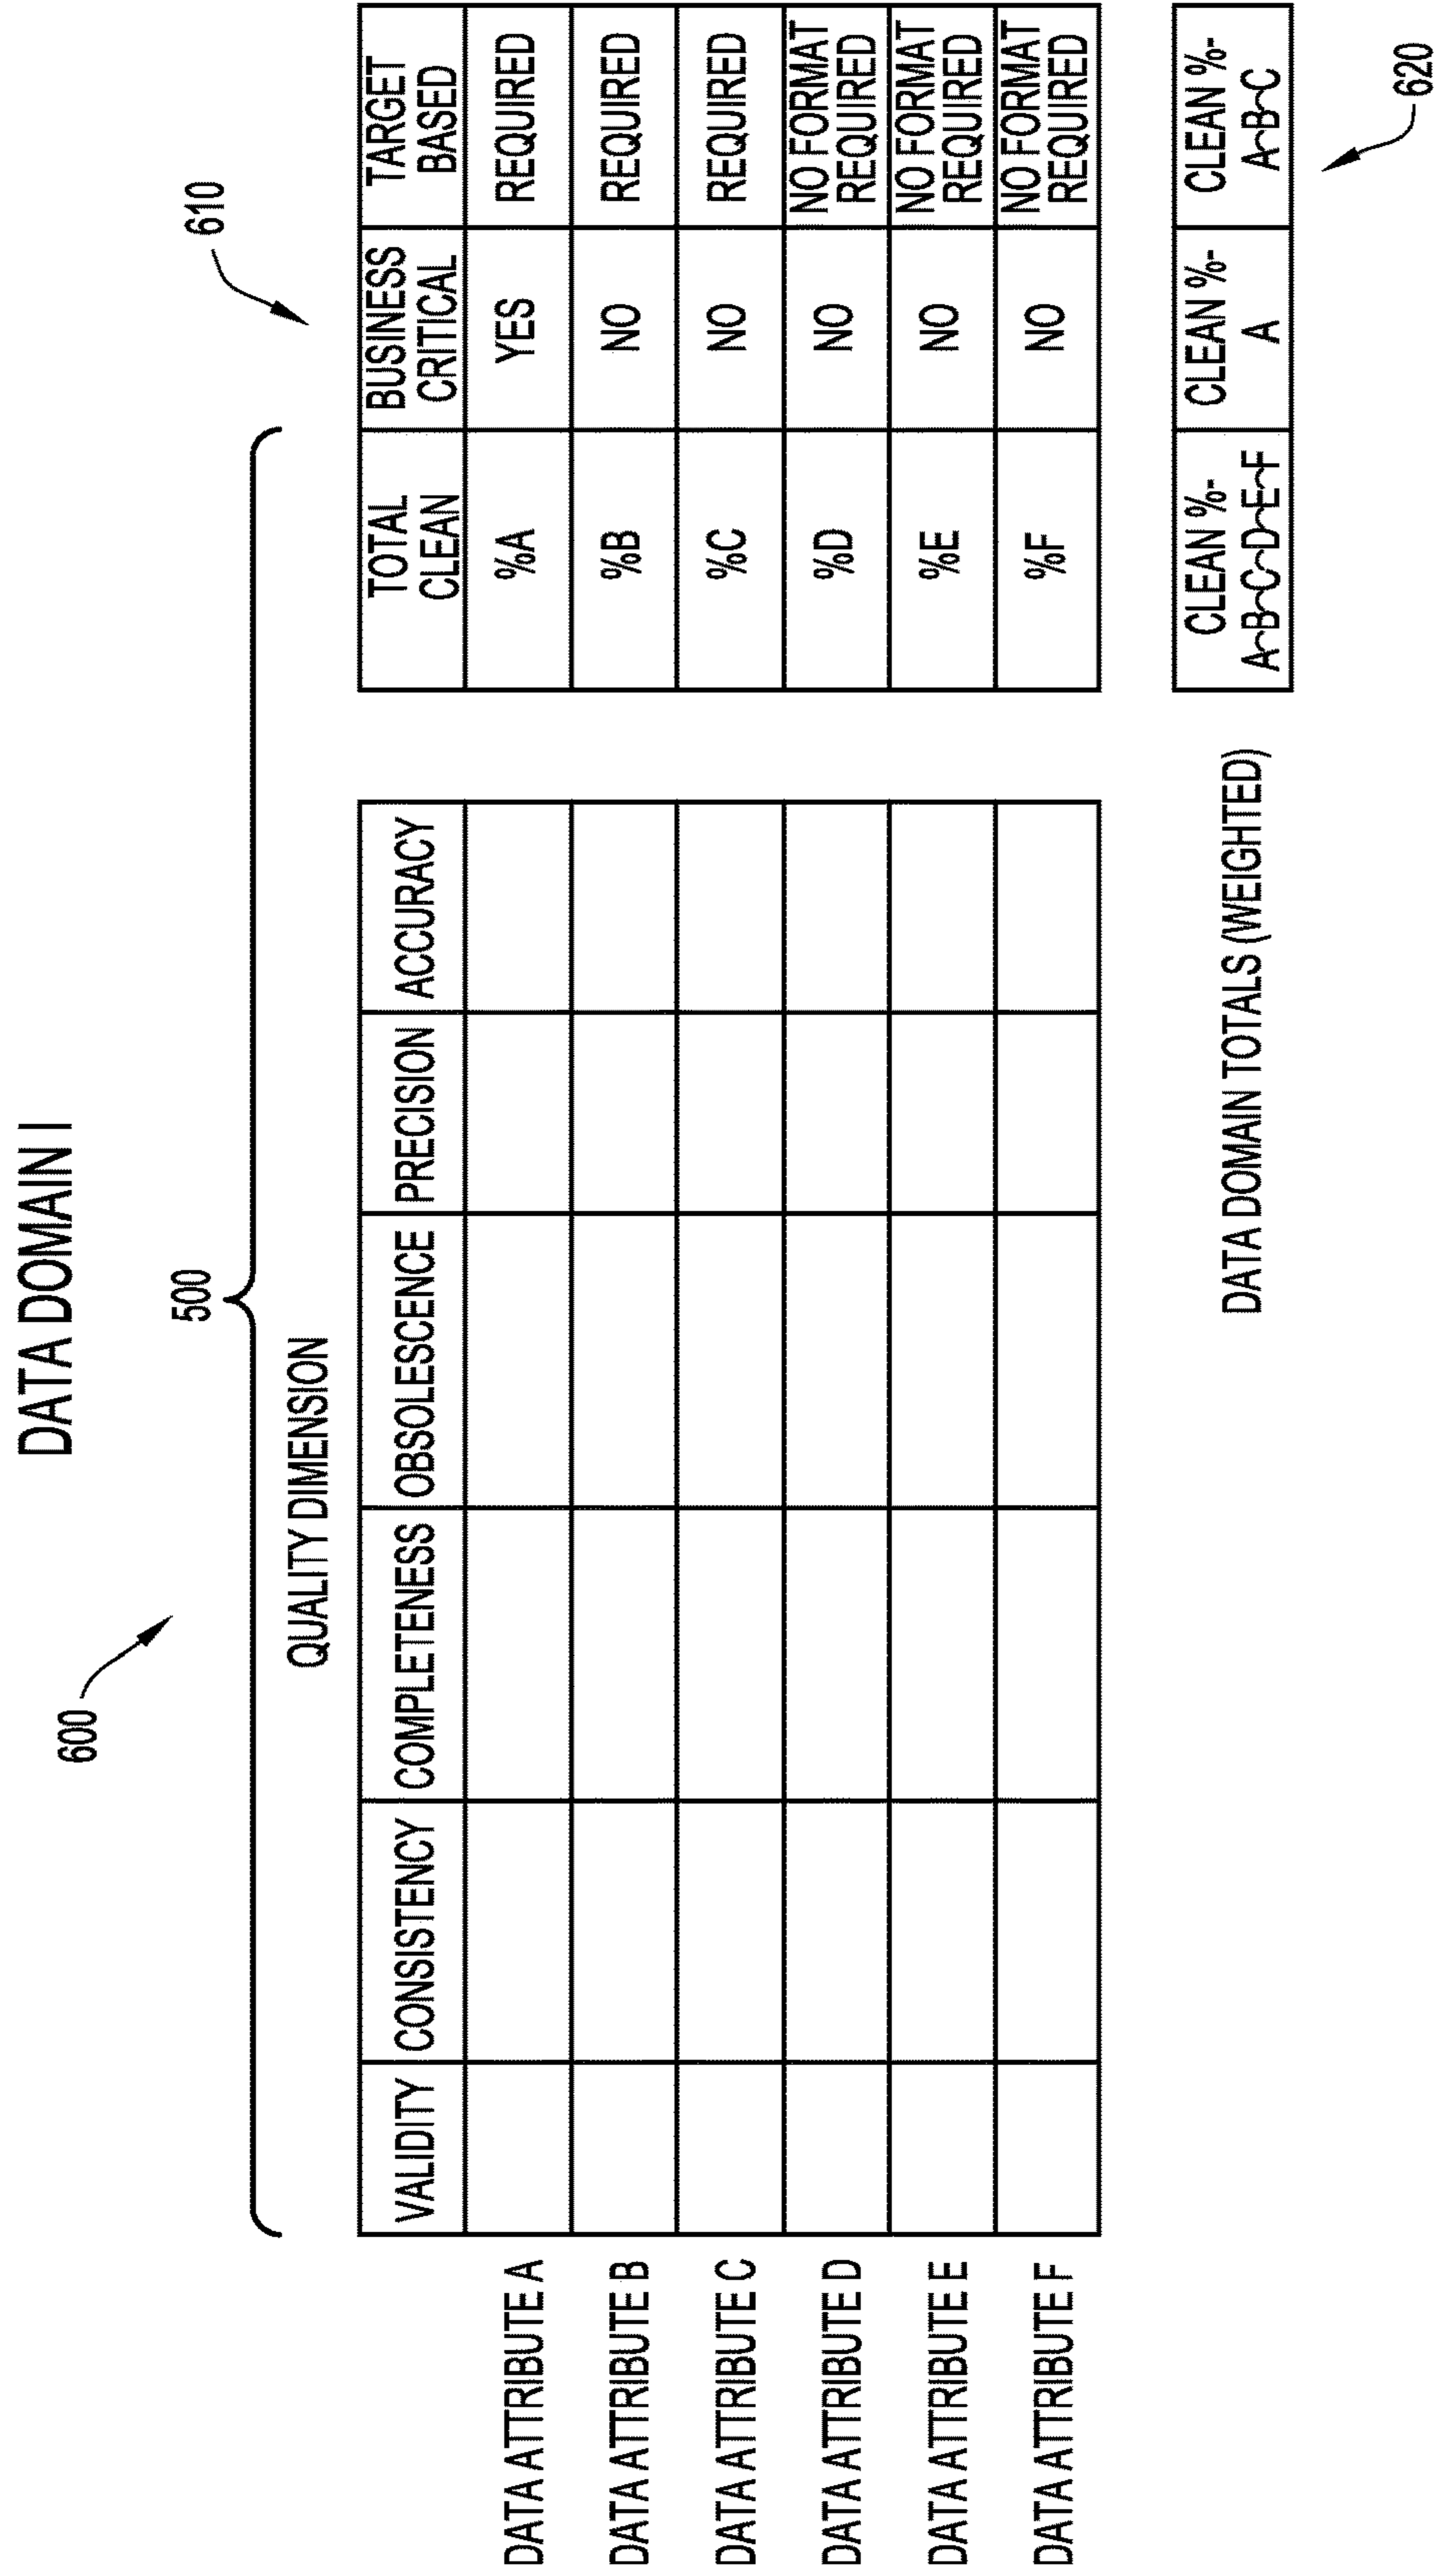 DATA DOMAIN I
600
500
610
QUALITY DIMENSION
VALIDITY CONSISTENCY COMPLETENESS OBSOLESCENCE PRECISION ACCURACY
TOTAL
CLEAN
BUSINESS
CRITICAL
TARGET
BASED
DATA ATTRIBUTE A %A YES REQUIRED
DATA ATTRIBUTE B %B NO REQUIRED
DATA ATTRIBUTE C %C NO REQUIRED
DATA ATTRIBUTE D %D NO NO FORMAT
REQUIRED
DATA ATTRIBUTE E %E NO NO FORMAT
REQUIRED
DATA ATTRIBUTE F %F NO NO FORMAT
REQUIRED
DATA DOMAIN TOTALS (WEIGHTED)
CLEAN %-
A~B~C~D~E~F
CLEAN %-
A
CLEAN %-
A~B~C
620